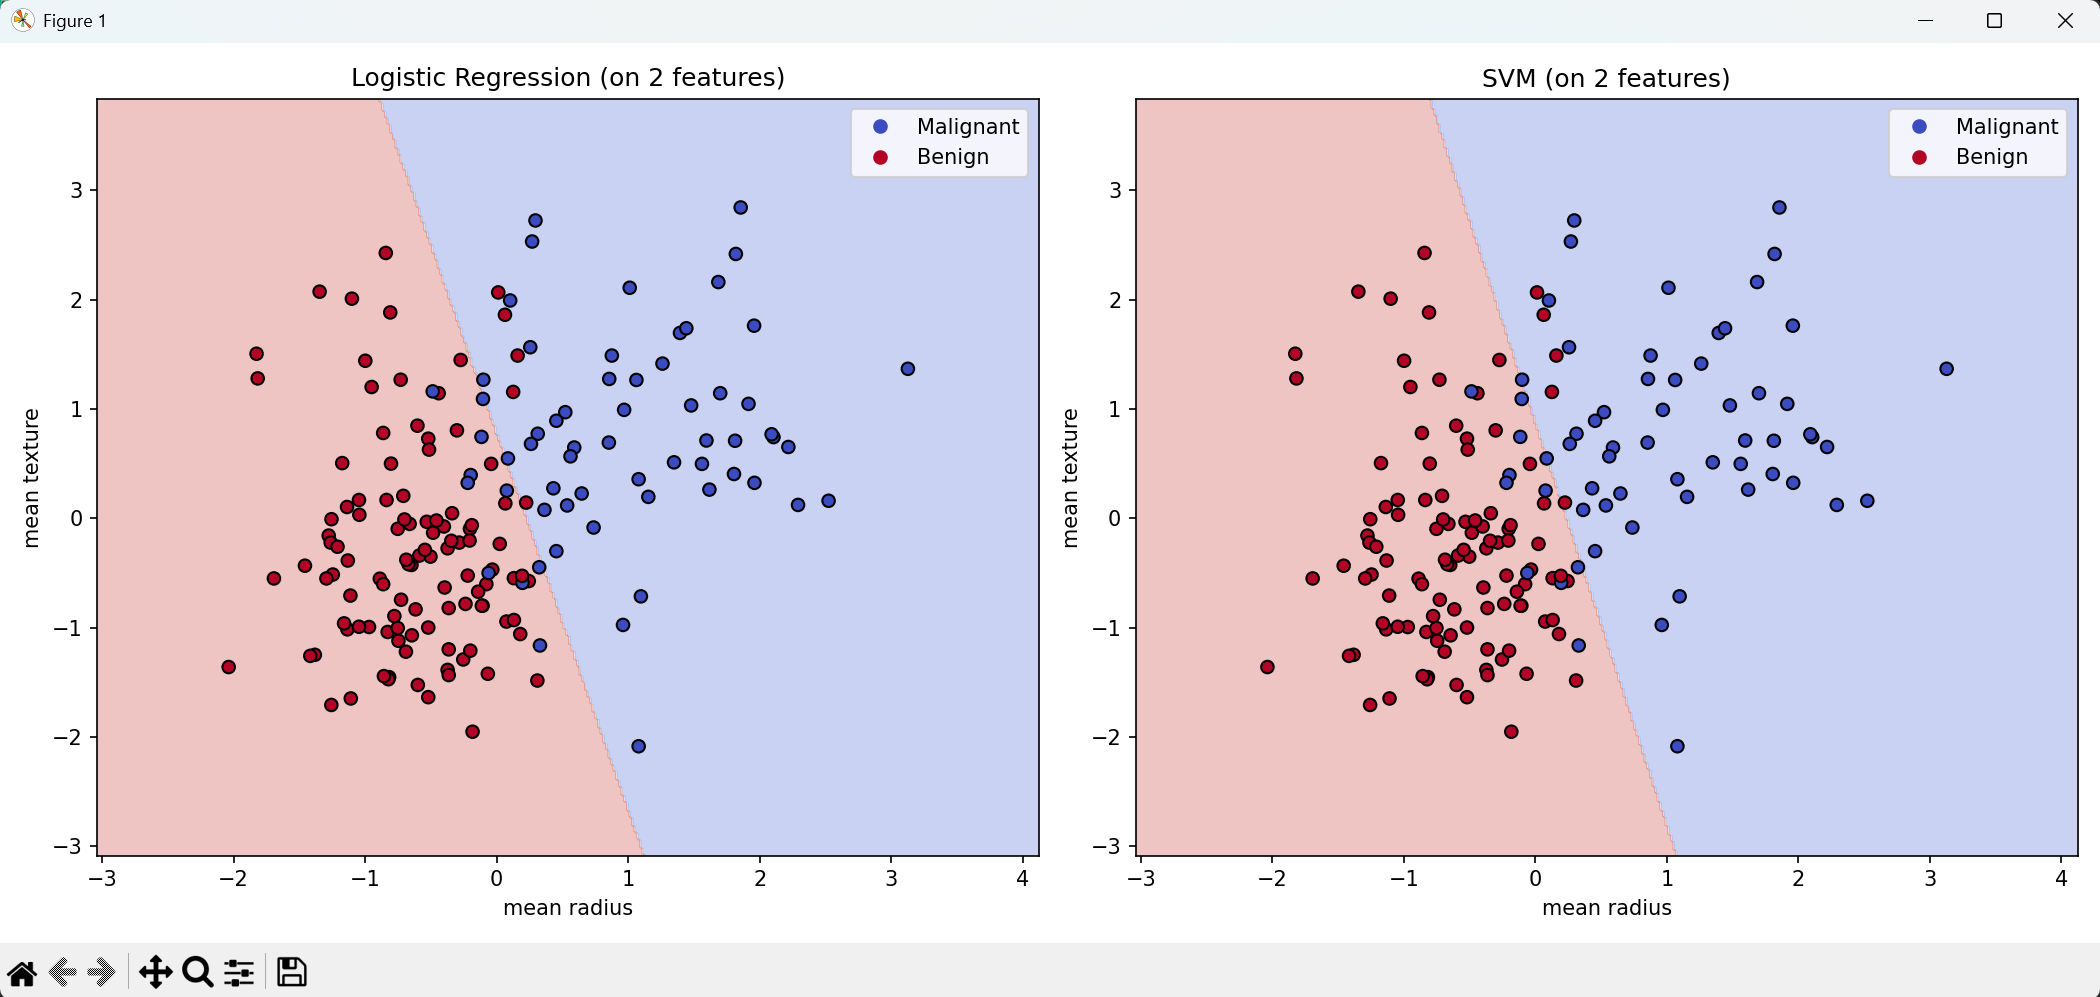 Figure 1
Logistic Regression (on 2 features)
Malignant
Benign
3
2
1
0
−1
−2
−3
mean texture
−3 −2 −1 0 1 2 3 4
mean radius
SVM (on 2 features)
Malignant
Benign
3
2
1
0
−1
−2
−3
mean texture
−3 −2 −1 0 1 2 3 4
mean radius